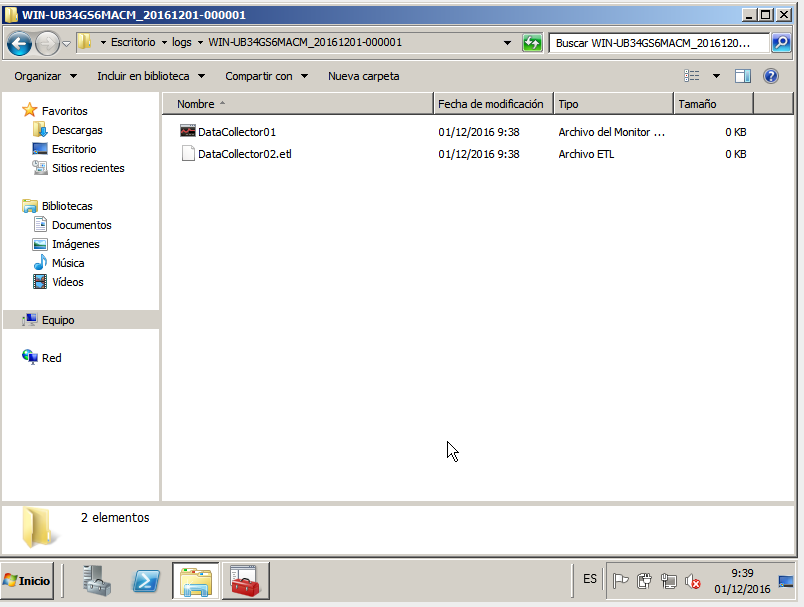 WIN-UB34GS6MACM_20161201-000001
Escritorio logs WIN-UB34GS6MACM_20161201-000001
Buscar WIN-UB34GS6MACM_2016120...
Organizar Incluir en biblioteca Compartir con Nueva carpeta
Favoritos
Descargas
Escritorio
Sitios recientes
Bibliotecas
Documentos
Imágenes
Música
Vídeos
Equipo
Red
Nombre Fecha de modificación Tipo Tamaño
DataCollector01 01/12/2016 9:38 Archivo del Monitor ... 0 KB
DataCollector02.etl 01/12/2016 9:38 Archivo ETL 0 KB
2 elementos
Inicio
ES
9:39
01/12/2016